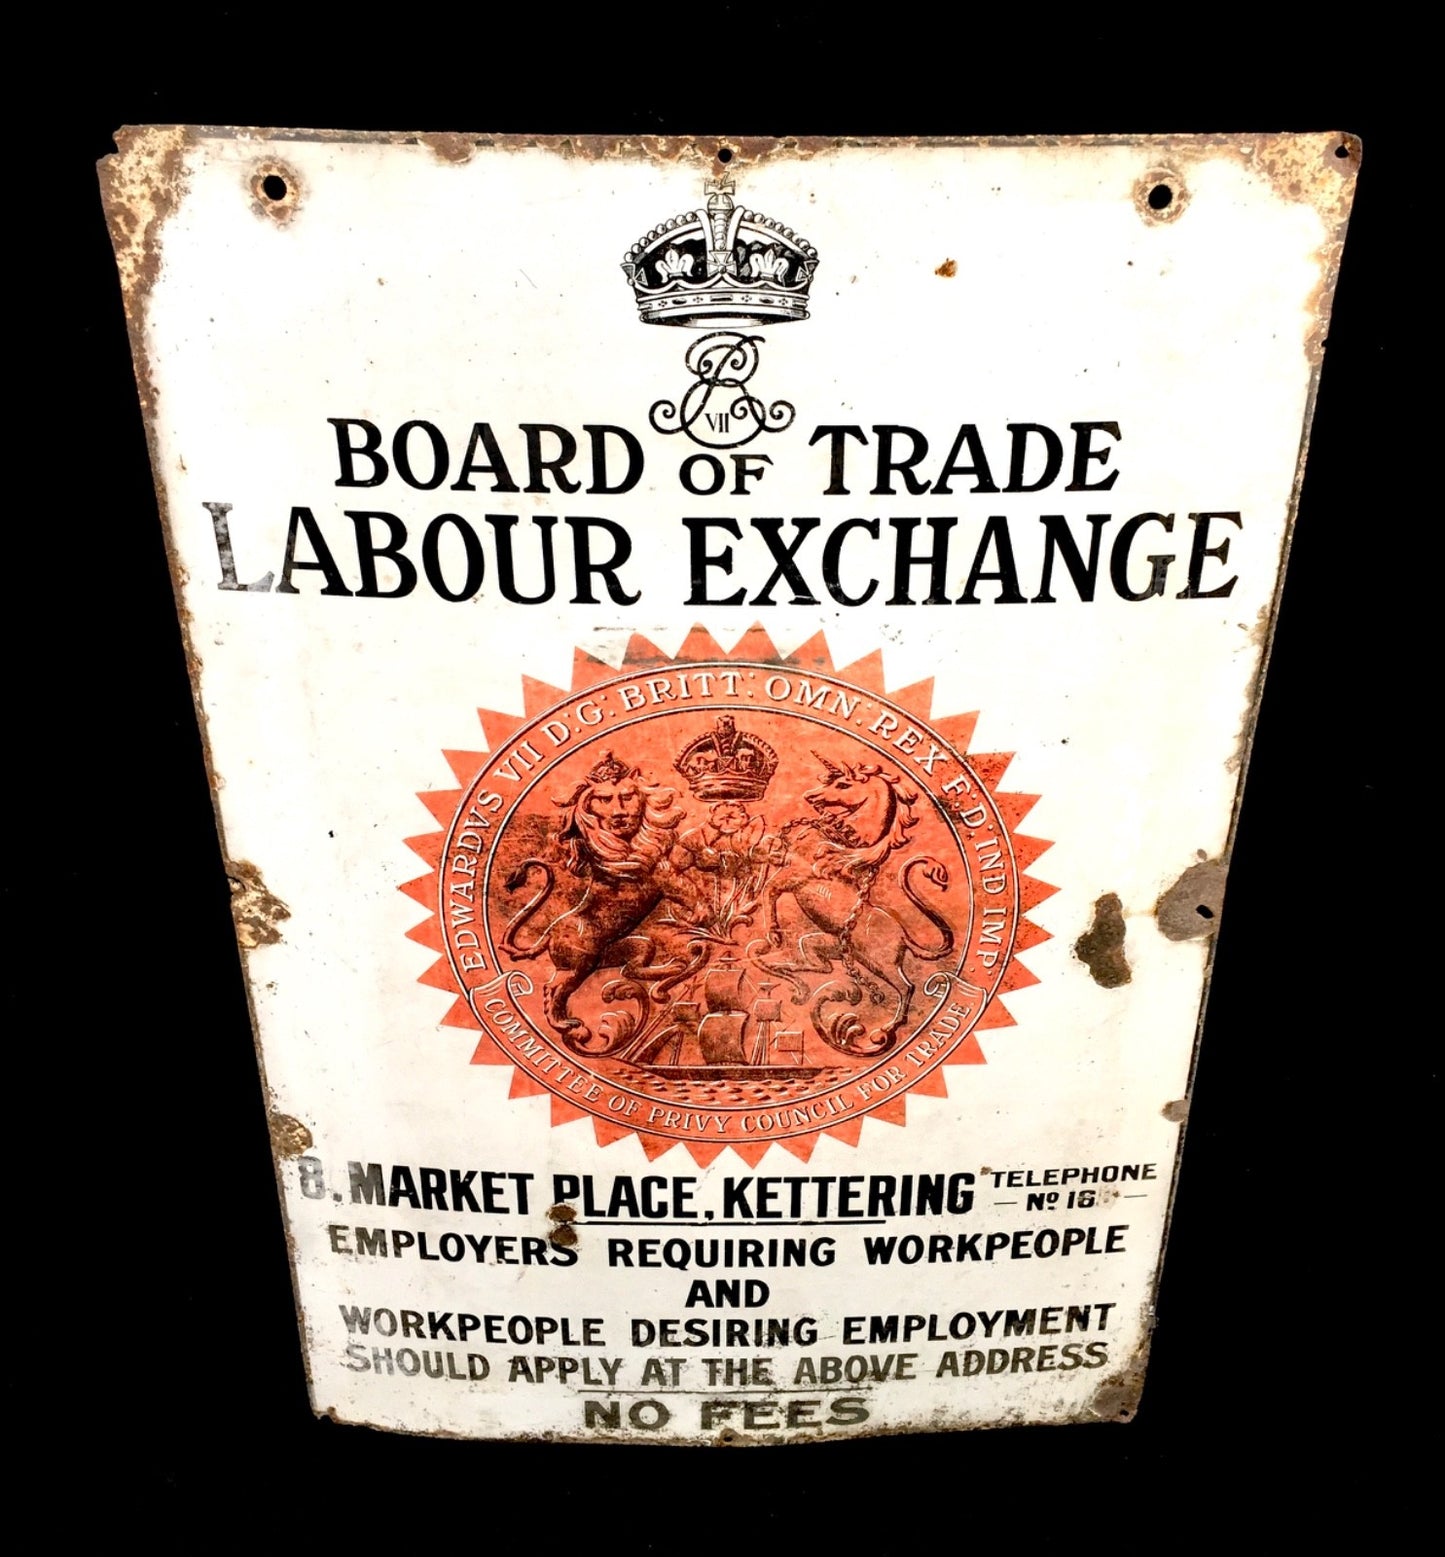 VII
BOARD OF TRADE
LABOUR EXCHANGE
EDWARDVS VII D:G: BRITT: OMN: REX F:D: IND IMP.
COMMITTEE OF PRIVY COUNCIL FOR TRADE
8, MARKET PLACE, KETTERING
TELEPHONE
Nº
EMPLOYERS REQUIRING WORKPEOPLE
AND
WORKPEOPLE DESIRING EMPLOYMENT
SHOULD APPLY AT THE ABOVE ADDRESS
NO FEES